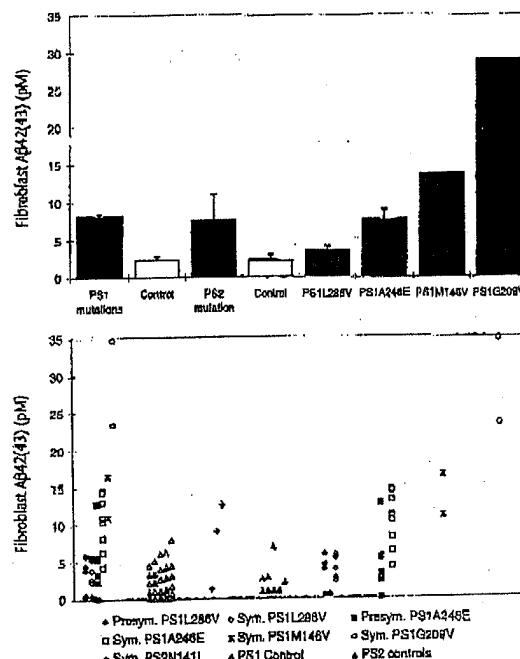 Fibroblast Aβ42(43) (pM)
35
30
25
20
15
10
5
0
PS1 mutations
Control
PS2 mutation
Control
PS1L286V
PS1A246E
PS1M146V
PS1G209V
Fibroblast Aβ42(43) (pM)
35
30
25
20
15
10
5
0
Presym. PS1L286V
Sym. PS1L286V
Presym. PS1A246E
Sym. PS1A246E
Sym. PS1M146V
Sym. PS1G209V
Sym. PS2N141I
PS1 Control
PS2 controls